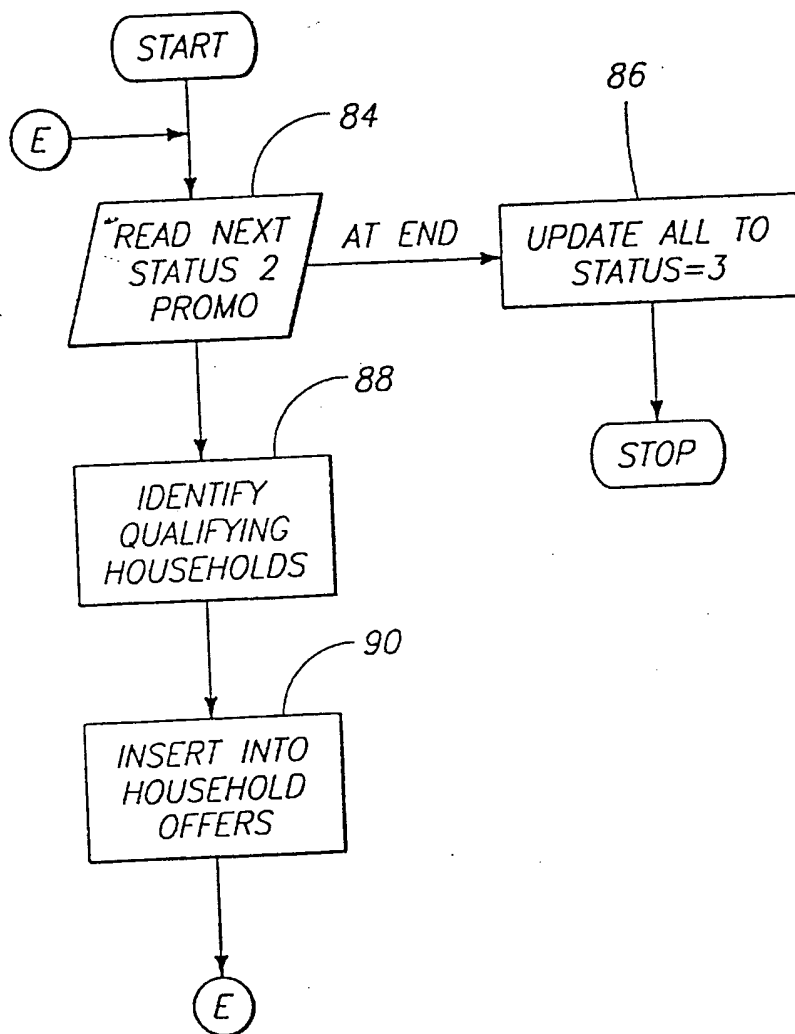 START
86
84
E
READ NEXT
STATUS 2
PROMO
AT END
UPDATE ALL TO
STATUS=3
88
STOP
IDENTIFY
QUALIFYING
HOUSEHOLDS
90
INSERT INTO
HOUSEHOLD
OFFERS
E